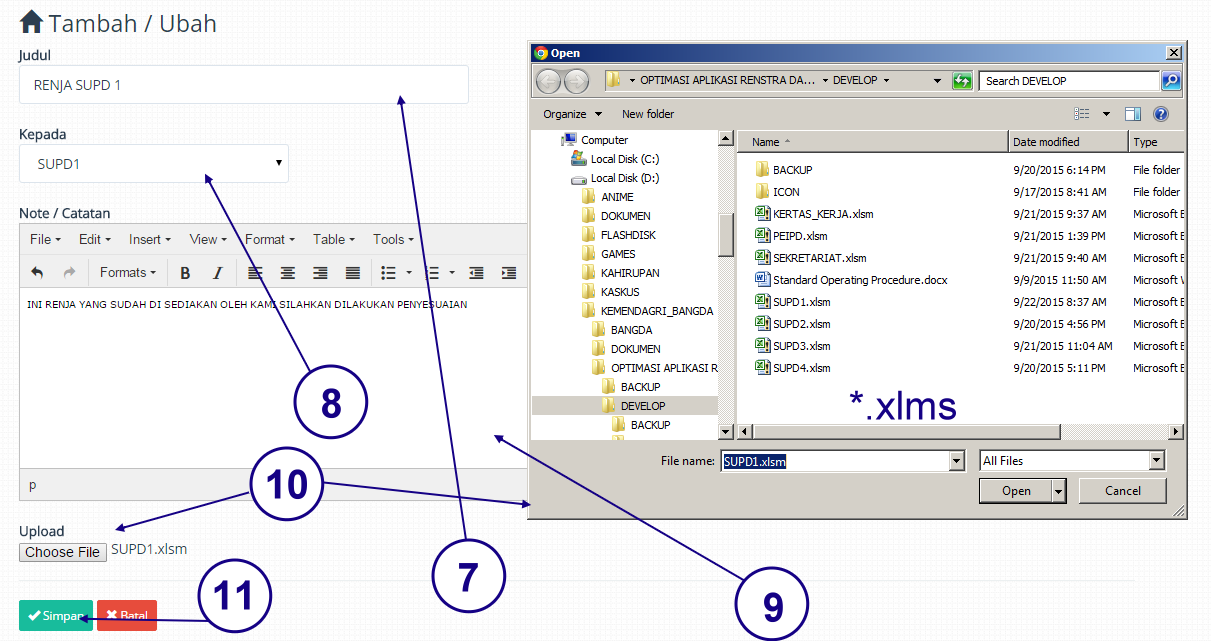 Tambah / Ubah
Judul
RENJA SUPD 1
Kepada
SUPD1
Note / Catatan
File Edit Insert View Format Table Tools
Formats B I
INI RENJA YANG SUDAH DI SEDIAKAN OLEH KAMI SILAHKAN DILAKUKAN PENYESUAIAN
p
Upload
Choose File SUPD1.xlsm
Simpan Batal
8
10
7
9
11
Open
OPTIMASI APLIKASI RENSTRA DA... DEVELOP
Search DEVELOP
Organize New folder
Computer
Local Disk (C:)
Local Disk (D:)
ANIME
DOKUMEN
FLASHDISK
GAMES
KAHIRUPAN
KASKUS
KEMENDAGRI_BANGDA
BANGDA
DOKUMEN
OPTIMASI APLIKASI R
BACKUP
DEVELOP
BACKUP
Name Date modified Type
BACKUP 9/20/2015 6:14 PM File folder
ICON 9/17/2015 8:41 AM File folder
KERTAS_KERJA.xlsm 9/21/2015 9:37 AM Microsoft E
PEIPD.xlsm 9/21/2015 1:39 PM Microsoft E
SEKRETARIAT.xlsm 9/21/2015 9:40 AM Microsoft E
Standard Operating Procedure.docx 9/9/2015 11:50 AM Microsoft W
SUPD1.xlsm 9/22/2015 8:37 AM Microsoft E
SUPD2.xlsm 9/20/2015 4:56 PM Microsoft E
SUPD3.xlsm 9/21/2015 11:04 AM Microsoft E
SUPD4.xlsm 9/20/2015 5:11 PM Microsoft E
*.xlms
File name: SUPD1.xlsm All Files
Open Cancel